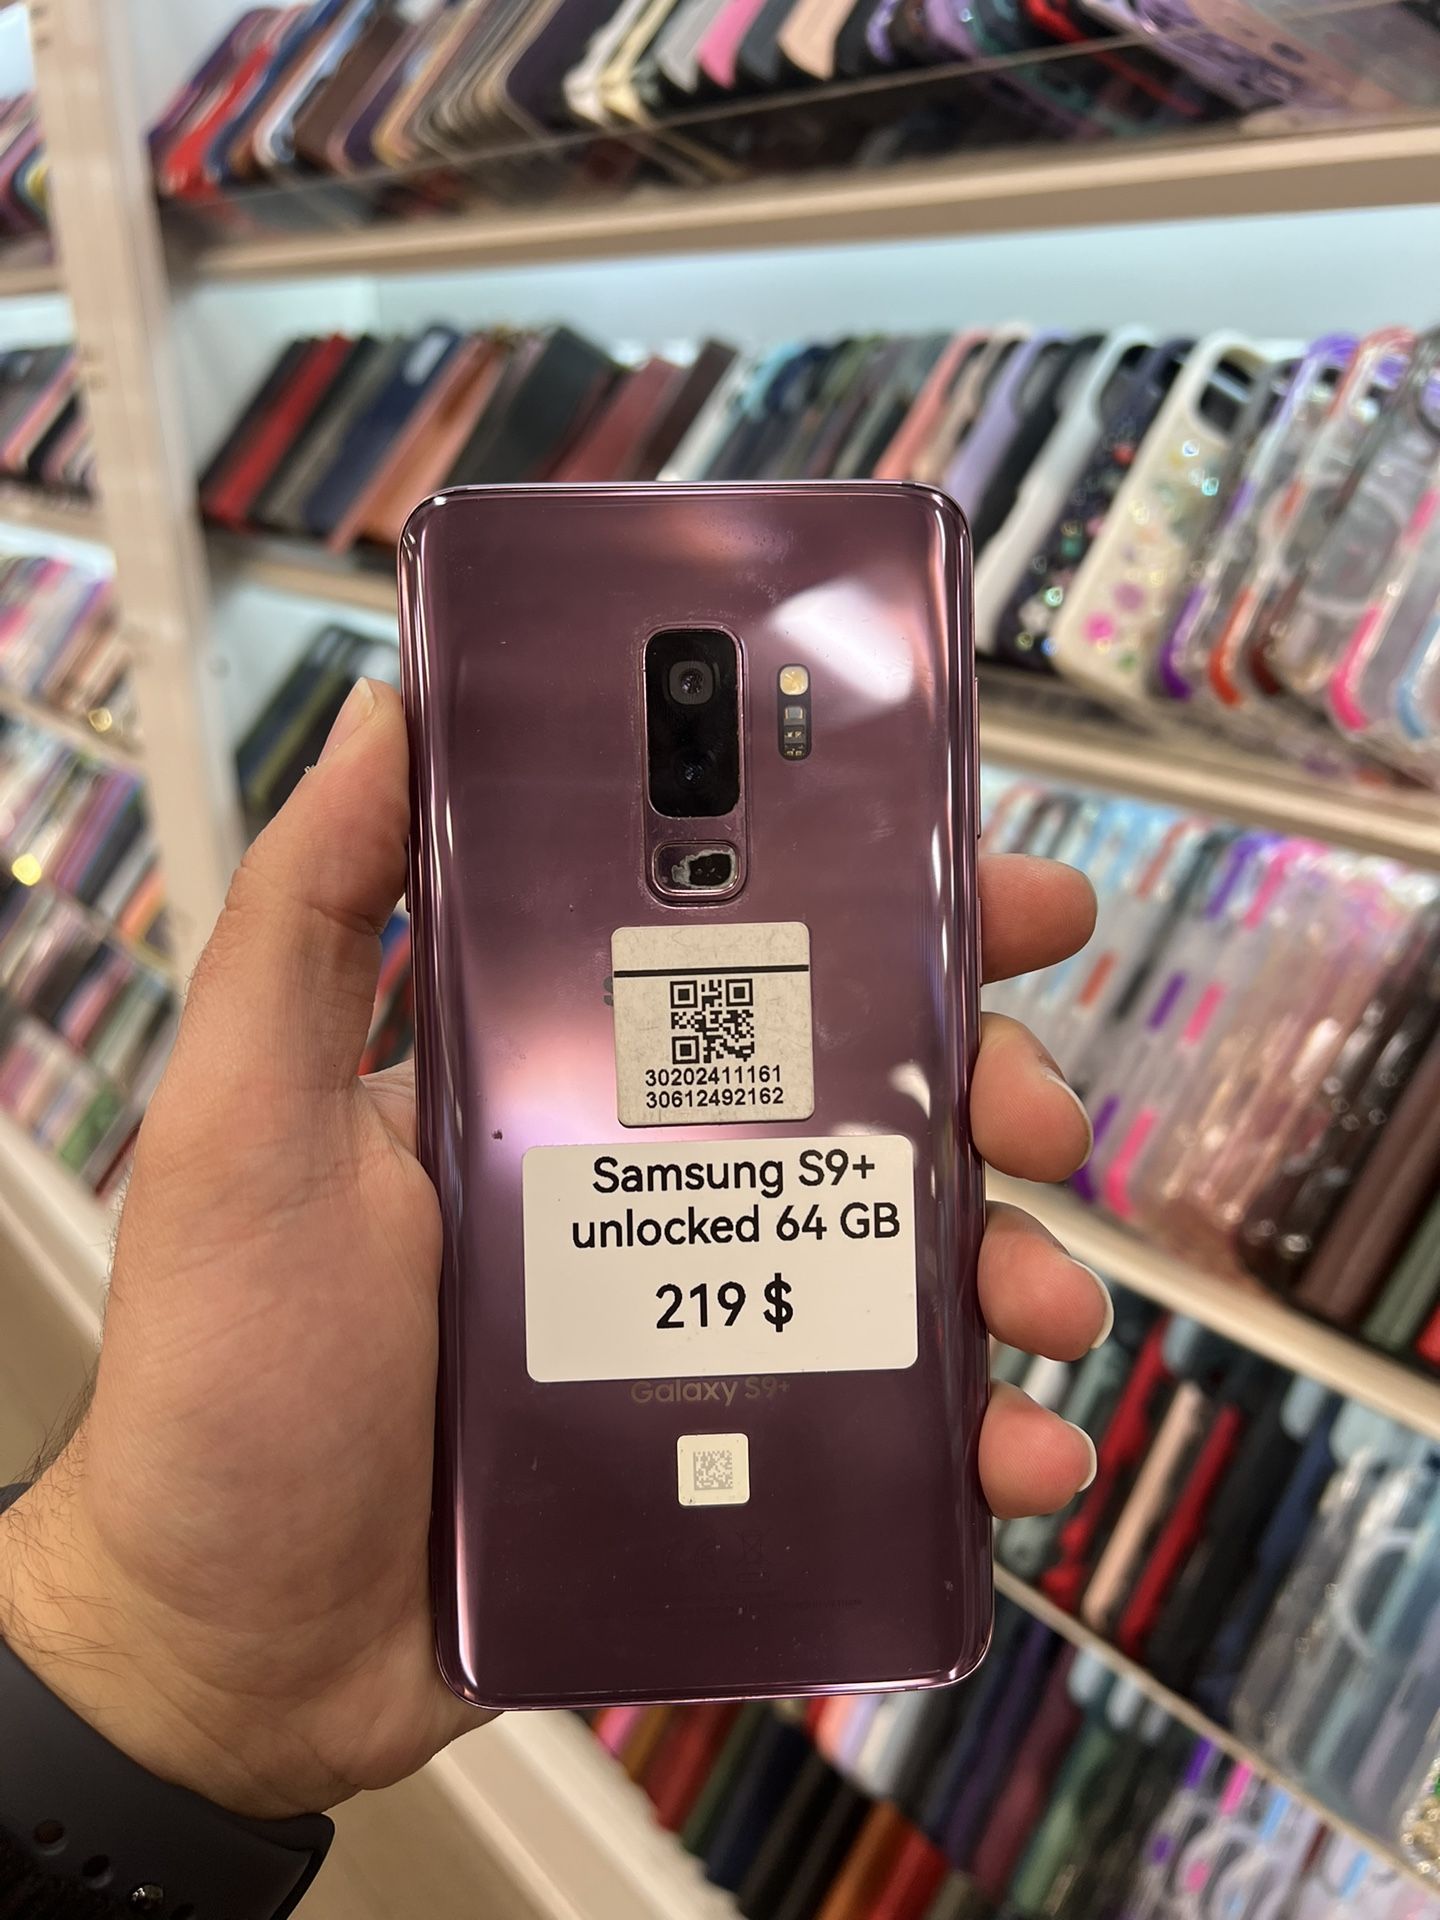 30202411161
30612492162
Samsung S9+
unlocked 64 GB
219 $
Galaxy S9+